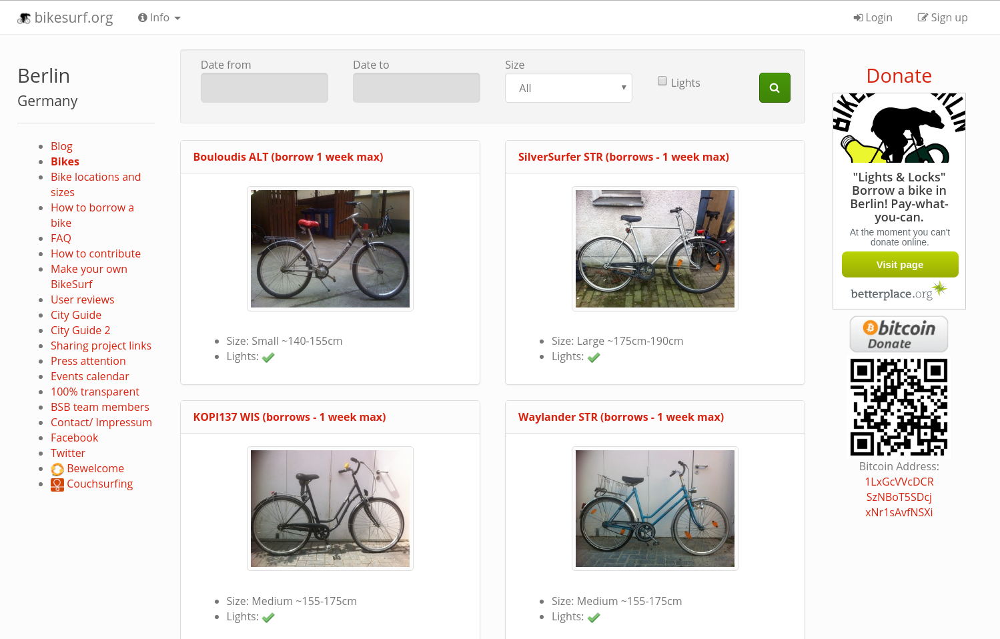 bikesurf.org
Info
Login
Sign up
Berlin
Germany
Blog
Bikes
Bike locations and
sizes
How to borrow a
bike
FAQ
How to contribute
Make your own
BikeSurf
User reviews
City Guide
City Guide 2
Sharing project links
Press attention
Events calendar
100% transparent
BSB team members
Contact/ Impressum
Facebook
Twitter
Bewelcome
Couchsurfing
Date from
Date to
Size
All
Lights
Bouloudis ALT (borrow 1 week max)
Size: Small ~140-155cm
Lights:
SilverSurfer STR (borrows - 1 week max)
Size: Large ~175cm-190cm
Lights:
KOPI137 WIS (borrows - 1 week max)
Size: Medium ~155-175cm
Lights:
Waylander STR (borrows - 1 week max)
Size: Medium ~155-175cm
Lights:
Donate
"Lights & Locks"
Borrow a bike in
Berlin! Pay-what-
you-can.
At the moment you can't
donate online.
Visit page
betterplace.org
bitcoin
Donate
Bitcoin Address:
1LxGcVVcDCR
SzNBoT5SDcj
xNr1sAvfNSXi